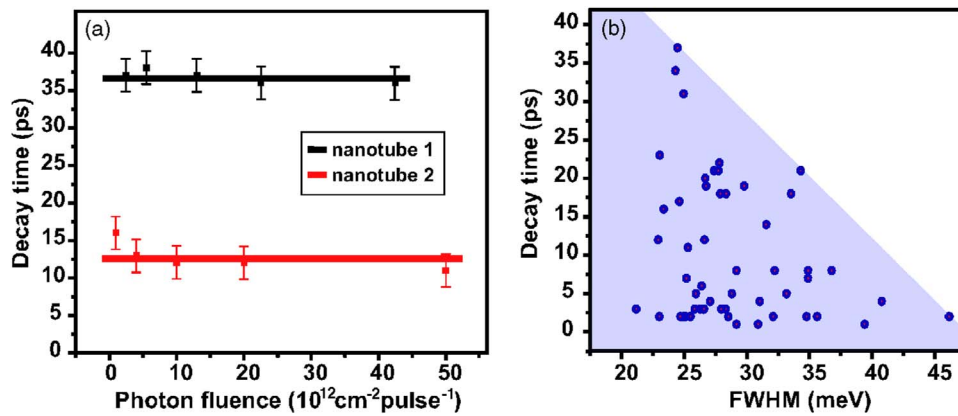 (a)
Decay time (ps)
40
35
30
25
20
15
10
5
0
nanotube 1
nanotube 2
0 10 20 30 40 50
Photon fluence (10¹²cm⁻²pulse⁻¹)
(b)
Decay time (ps)
40
35
30
25
20
15
10
5
0
20 25 30 35 40 45
FWHM (meV)